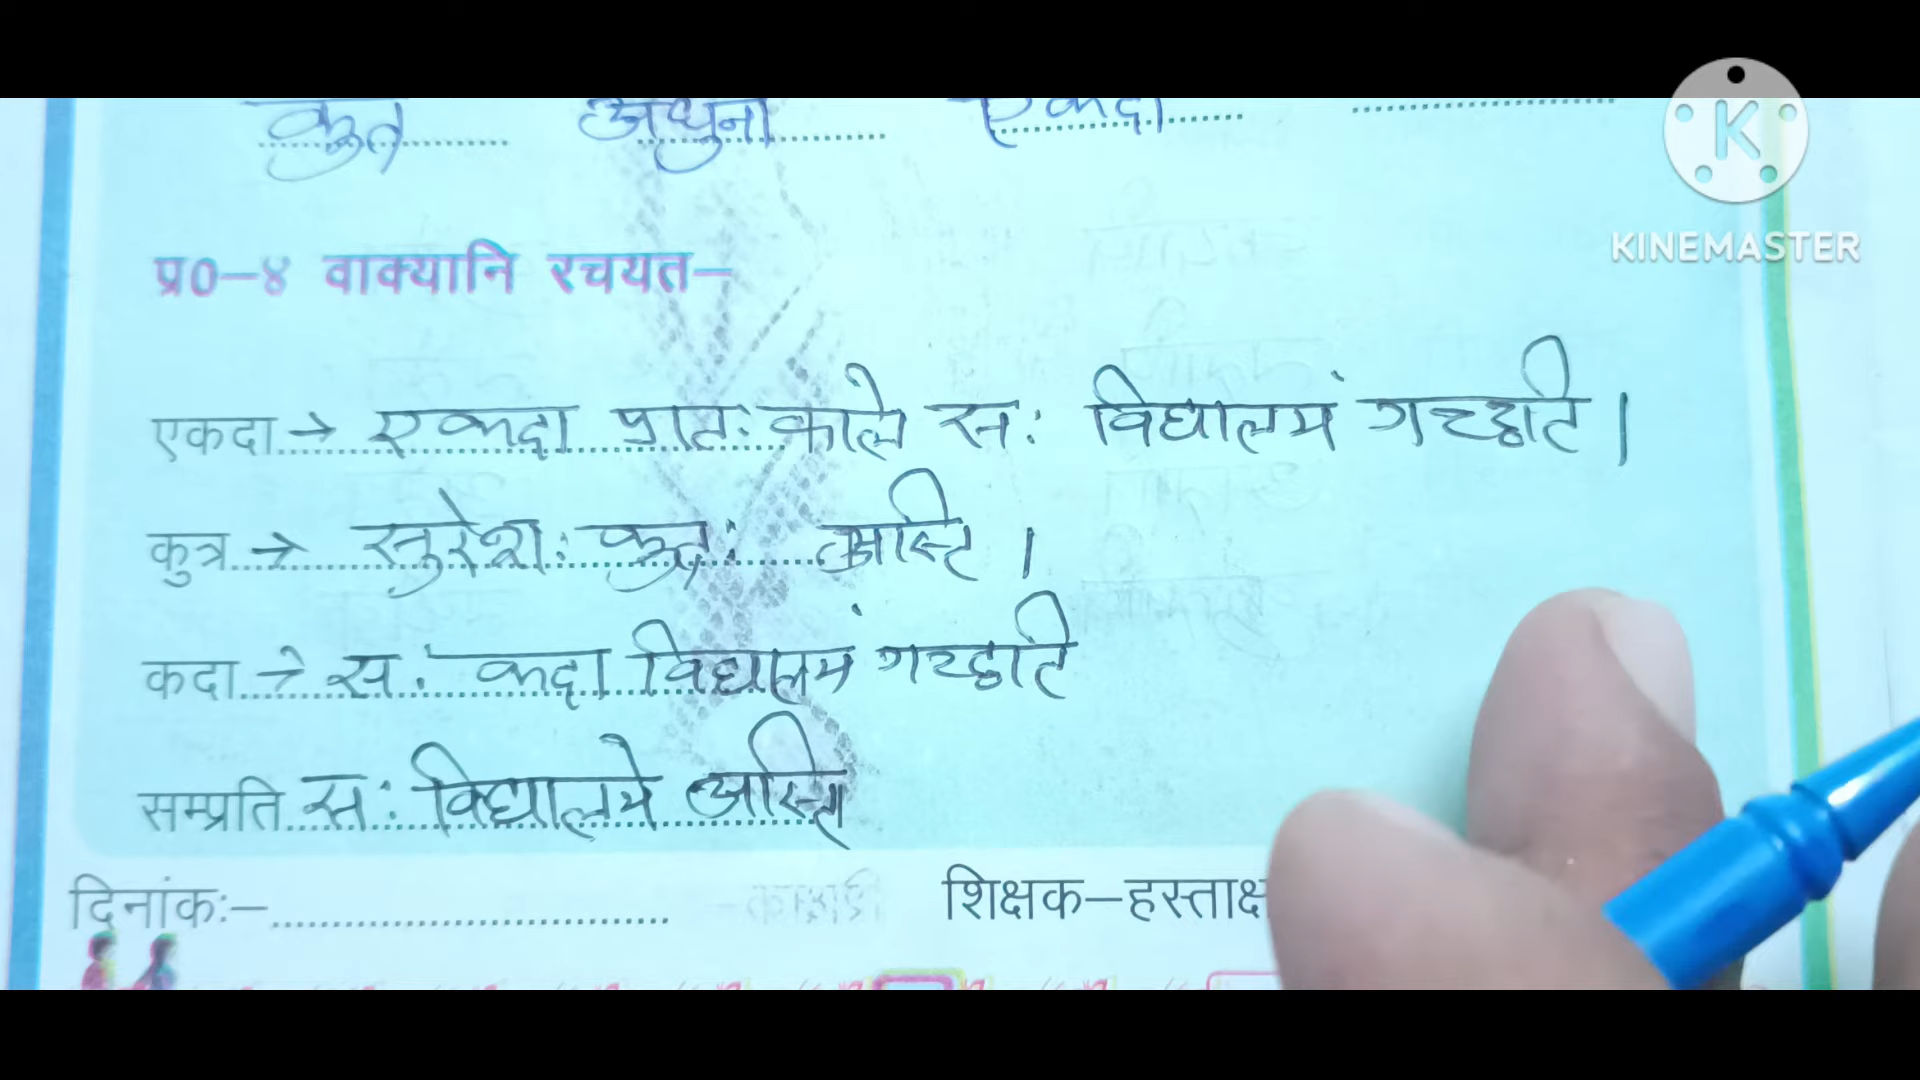 कुत्र अधुना एकदा
KINEMASTER
प्र०–४ वाक्यानि रचयत–
एकदा → एकदा प्रातः काले सः विद्यालयं गच्छति।
कुत्र → सुरेशः कुत्रः अस्ति।
कदा → सः कदा विद्यालयं गच्छति
सम्प्रति सः विद्यालये अस्ति
दिनांकः– शिक्षक–हस्ताक्ष